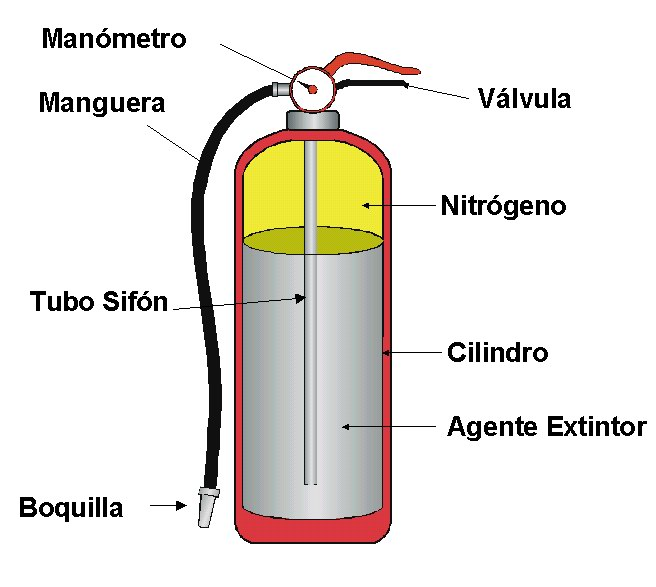 Manómetro
Manguera
Válvula
Nitrógeno
Tubo Sifón
Cilindro
Agente Extintor
Boquilla